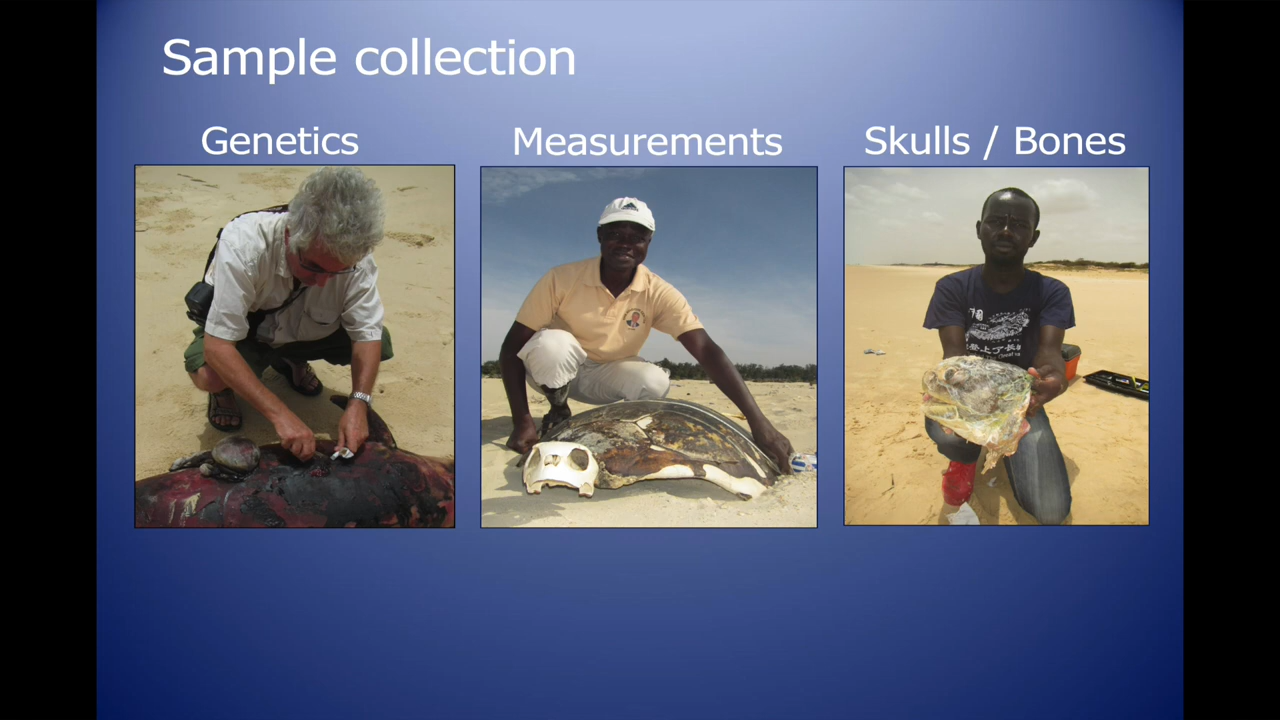 Sample collection
Genetics
Measurements
Skulls / Bones